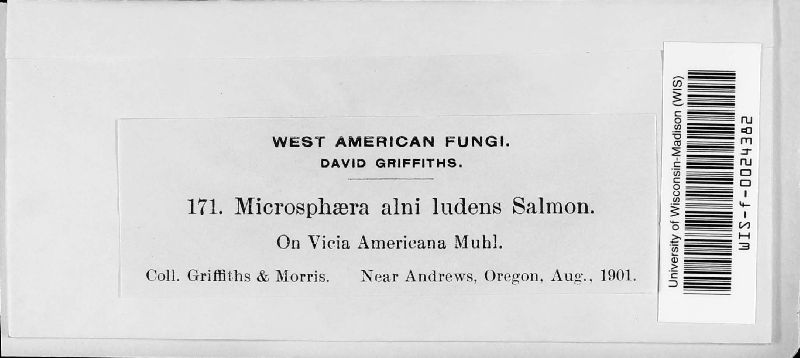 WEST AMERICAN FUNGI.
DAVID GRIFFITHS.
171. Microsphæra alni ludens Salmon.
On Vicia Americana Muhl.
Coll. Griffiths & Morris. Near Andrews, Oregon, Aug., 1901.
University of Wisconsin-Madison (WIS)
WIS-f-0024382